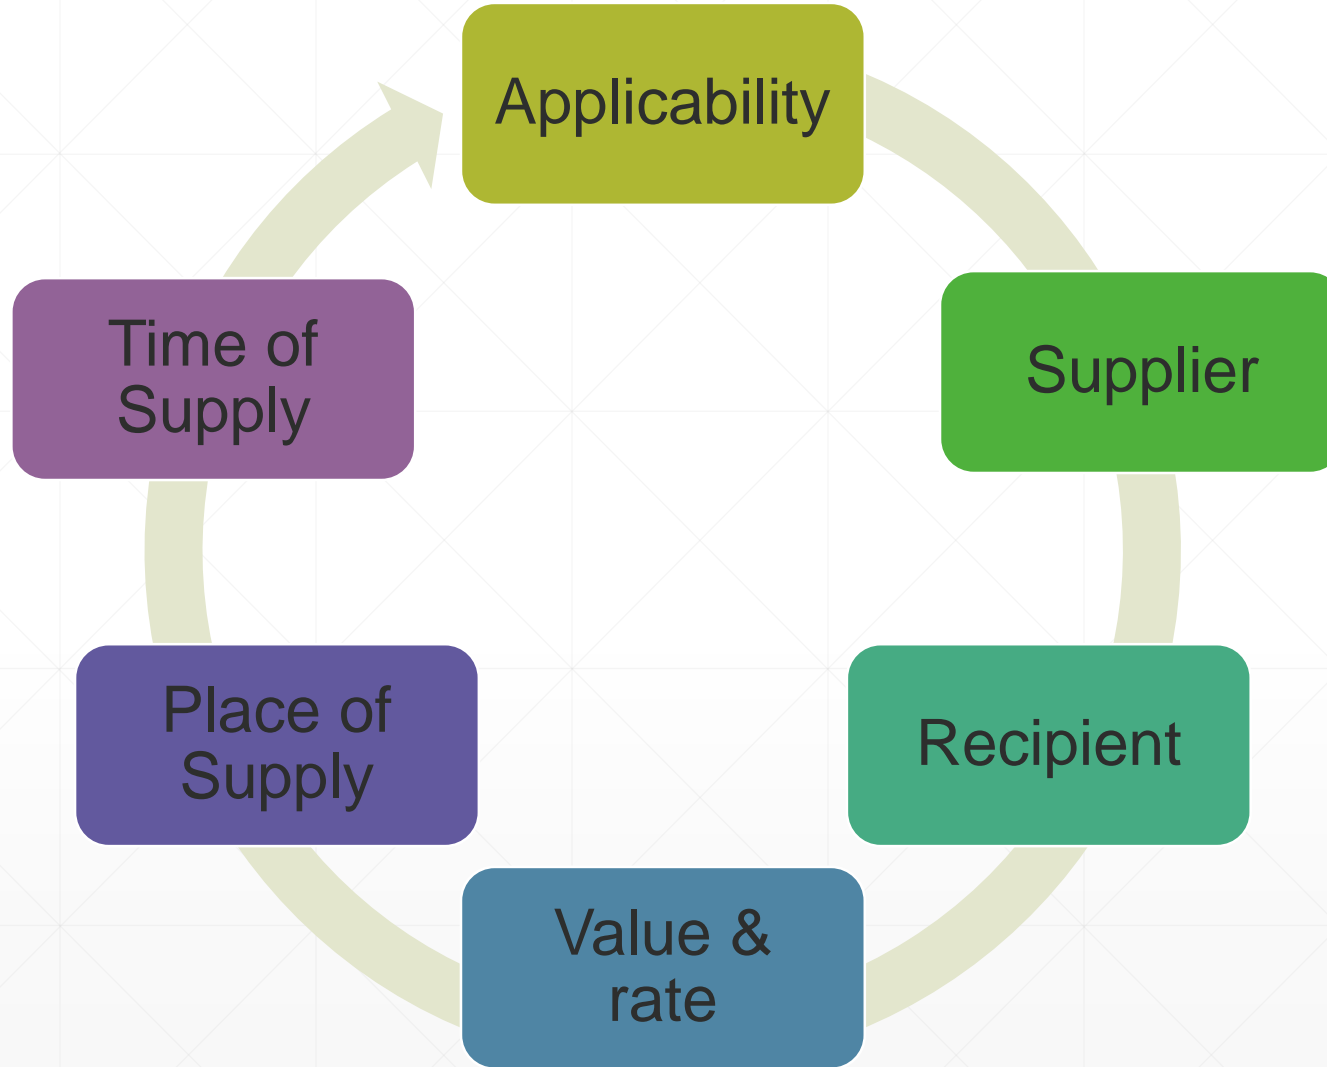 Applicability
Supplier
Recipient
Value &
rate
Place of
Supply
Time of
Supply